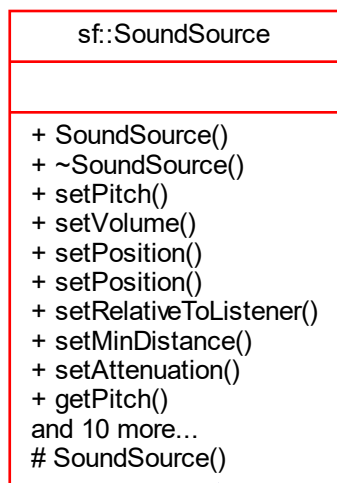 sf::SoundSource
+ SoundSource()
+ ~SoundSource()
+ setPitch()
+ setVolume()
+ setPosition()
+ setPosition()
+ setRelativeToListener()
+ setMinDistance()
+ setAttenuation()
+ getPitch()
and 10 more...
# SoundSource()